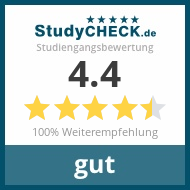 StudyCHECK.de
Studiengangsbewertung
4.4
100% Weiterempfehlung
gut